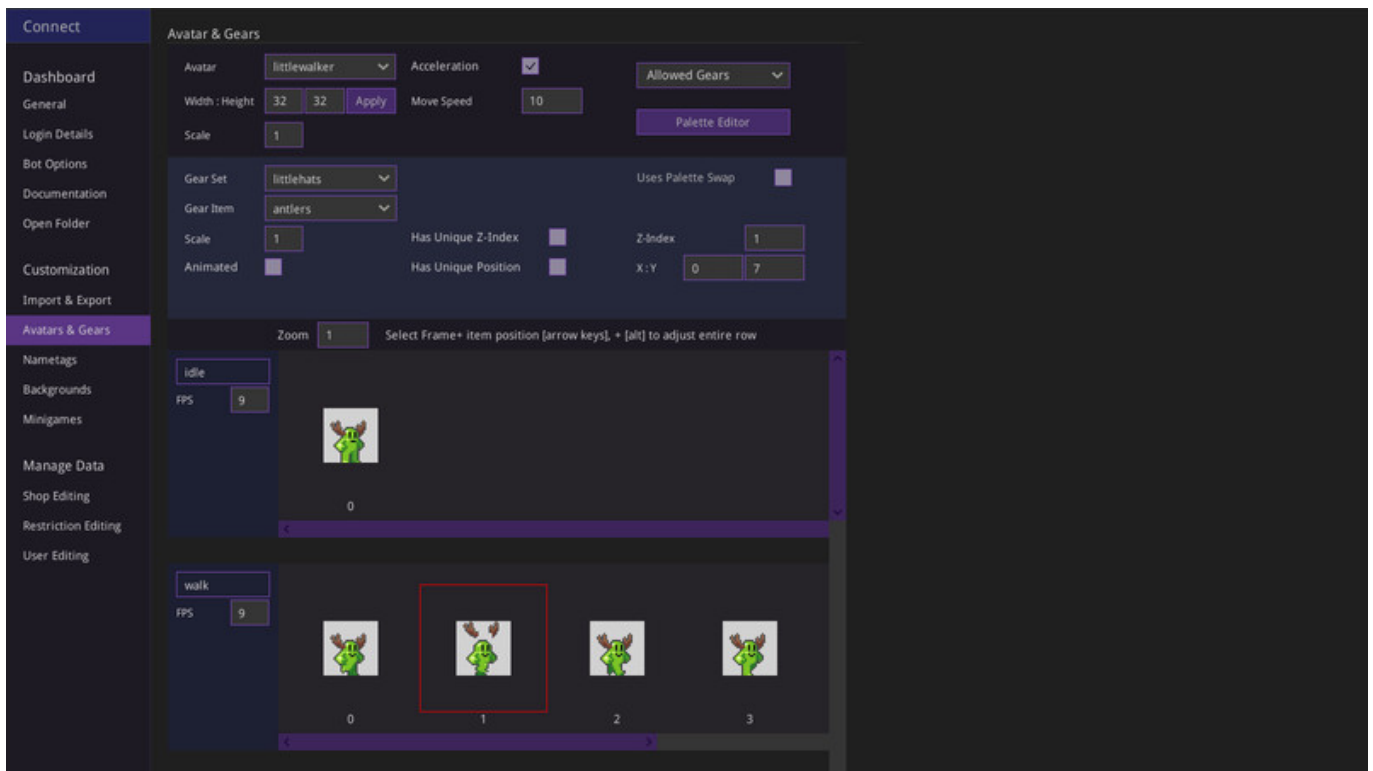 Connect
Dashboard
General
Login Details
Bot Options
Documentation
Open Folder
Customization
Import & Export
Avatars & Gears
Nametags
Backgrounds
Minigames
Manage Data
Shop Editing
Restriction Editing
User Editing
Avatar & Gears
Avatar littlewalker Acceleration Allowed Gears
Width : Height 32 32 Apply Move Speed 10
Palette Editor
Scale 1
Gear Set littlehats Uses Palette Swap
Gear Item antlers
Scale 1 Has Unique Z-Index Z-Index 1
Animated Has Unique Position X : Y 0 7
Zoom 1 Select Frame+ item position [arrow keys], + [alt] to adjust entire row
idle
FPS 9
0
walk
FPS 9
0 1 2 3